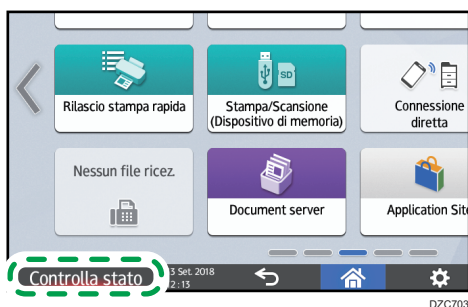 Rilascio stampa rapida
SD
Stampa/Scansione
(Dispositivo di memoria)
Connessione
diretta
Nessun file ricez.
Document server
Application Site
Controlla stato
3 Set. 2018
2 : 13
DZC703